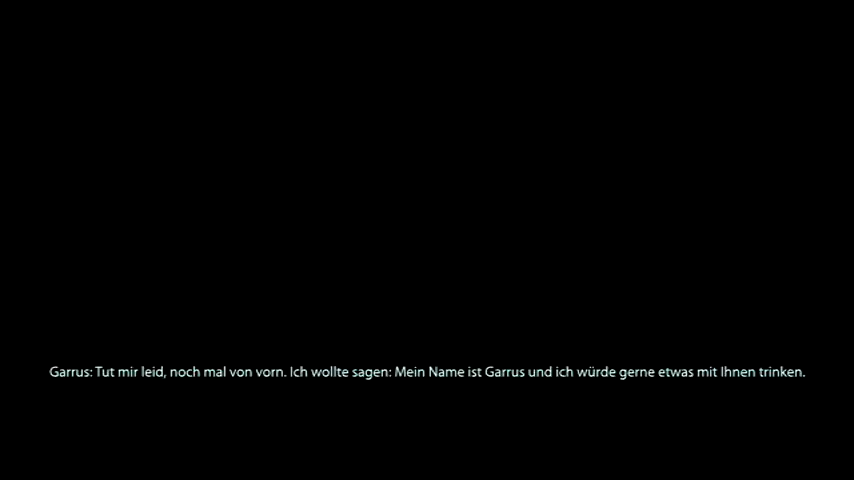 Garrus: Tut mir leid, noch mal von vorn. Ich wollte sagen: Mein Name ist Garrus und ich würde gerne etwas mit Ihnen trinken.